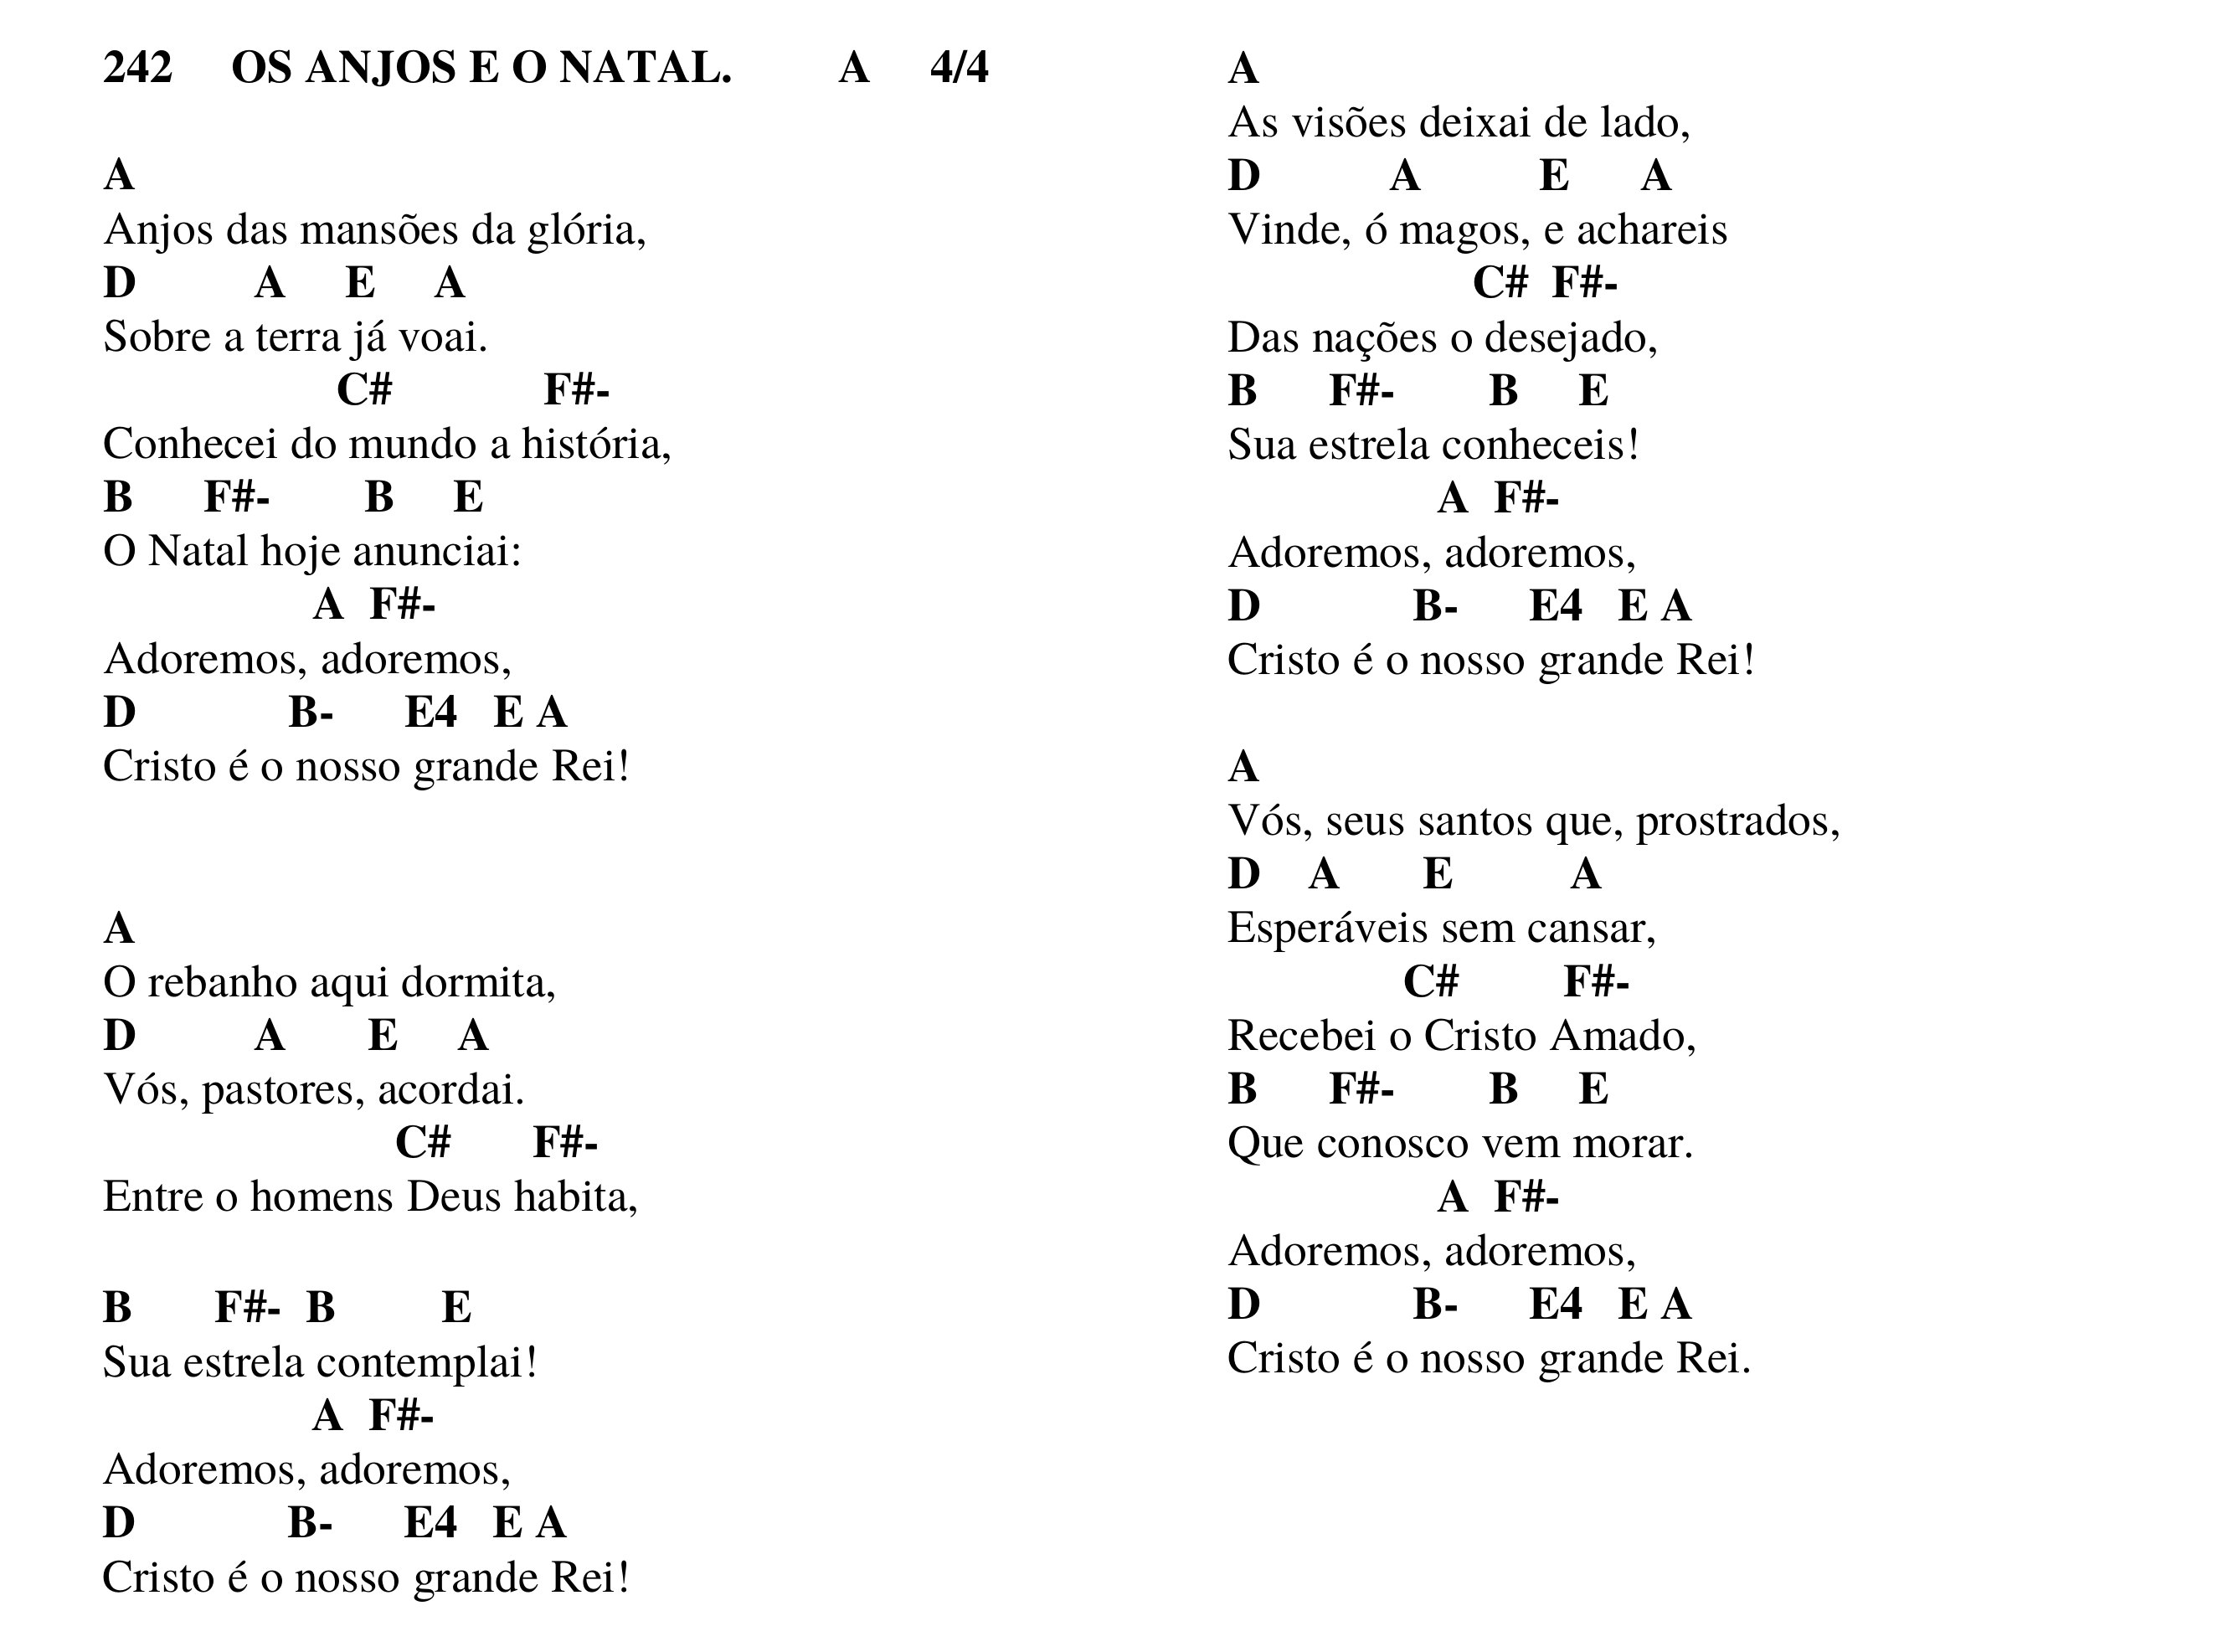 242 OS ANJOS E O NATAL. A 4/4
A
Anjos das mansões da glória,
D A E A
Sobre a terra já voai.
C# F#-
Conhecei do mundo a história,
B F#- B E
O Natal hoje anunciai:
A F#-
Adoremos, adoremos,
D B- E4 E A
Cristo é o nosso grande Rei!
A
O rebanho aqui dormita,
D A E A
Vós, pastores, acordai.
C# F#-
Entre o homens Deus habita,
B F#- B E
Sua estrela contemplai!
A F#-
Adoremos, adoremos,
D B- E4 E A
Cristo é o nosso grande Rei!
A
As visões deixai de lado,
D A E A
Vinde, ó magos, e achareis
C# F#-
Das nações o desejado,
B F#- B E
Sua estrela conheceis!
A F#-
Adoremos, adoremos,
D B- E4 E A
Cristo é o nosso grande Rei!
A
Vós, seus santos que, prostrados,
D A E A
Esperáveis sem cansar,
C# F#-
Recebei o Cristo Amado,
B F#- B E
Que conosco vem morar.
A F#-
Adoremos, adoremos,
D B- E4 E A
Cristo é o nosso grande Rei.